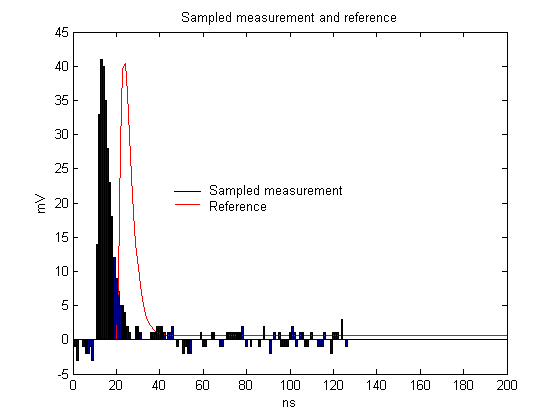 Sampled measurement and reference
45
40
35
30
25
20
15
10
5
0
-5
mV
Sampled measurement
Reference
0 20 40 60 80 100 120 140 160 180 200
ns